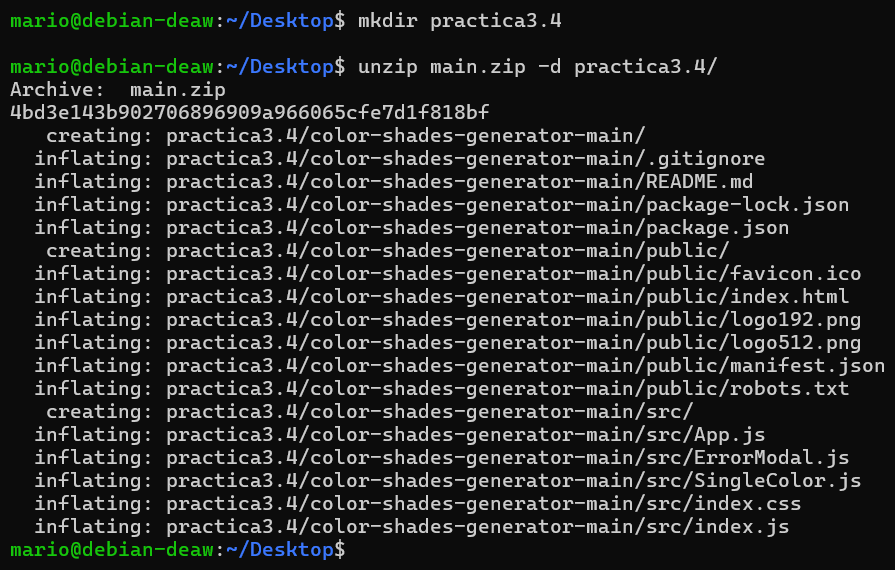 mario@debian-deaw:~/Desktop$ mkdir practica3.4
mario@debian-deaw:~/Desktop$ unzip main.zip -d practica3.4/
Archive:  main.zip
4bd3e143b902706896909a966065cfe7d1f818bf
   creating: practica3.4/color-shades-generator-main/
  inflating: practica3.4/color-shades-generator-main/.gitignore
  inflating: practica3.4/color-shades-generator-main/README.md
  inflating: practica3.4/color-shades-generator-main/package-lock.json
  inflating: practica3.4/color-shades-generator-main/package.json
   creating: practica3.4/color-shades-generator-main/public/
  inflating: practica3.4/color-shades-generator-main/public/favicon.ico
  inflating: practica3.4/color-shades-generator-main/public/index.html
  inflating: practica3.4/color-shades-generator-main/public/logo192.png
  inflating: practica3.4/color-shades-generator-main/public/logo512.png
  inflating: practica3.4/color-shades-generator-main/public/manifest.json
  inflating: practica3.4/color-shades-generator-main/public/robots.txt
   creating: practica3.4/color-shades-generator-main/src/
  inflating: practica3.4/color-shades-generator-main/src/App.js
  inflating: practica3.4/color-shades-generator-main/src/ErrorModal.js
  inflating: practica3.4/color-shades-generator-main/src/SingleColor.js
  inflating: practica3.4/color-shades-generator-main/src/index.css
  inflating: practica3.4/color-shades-generator-main/src/index.js
mario@debian-deaw:~/Desktop$